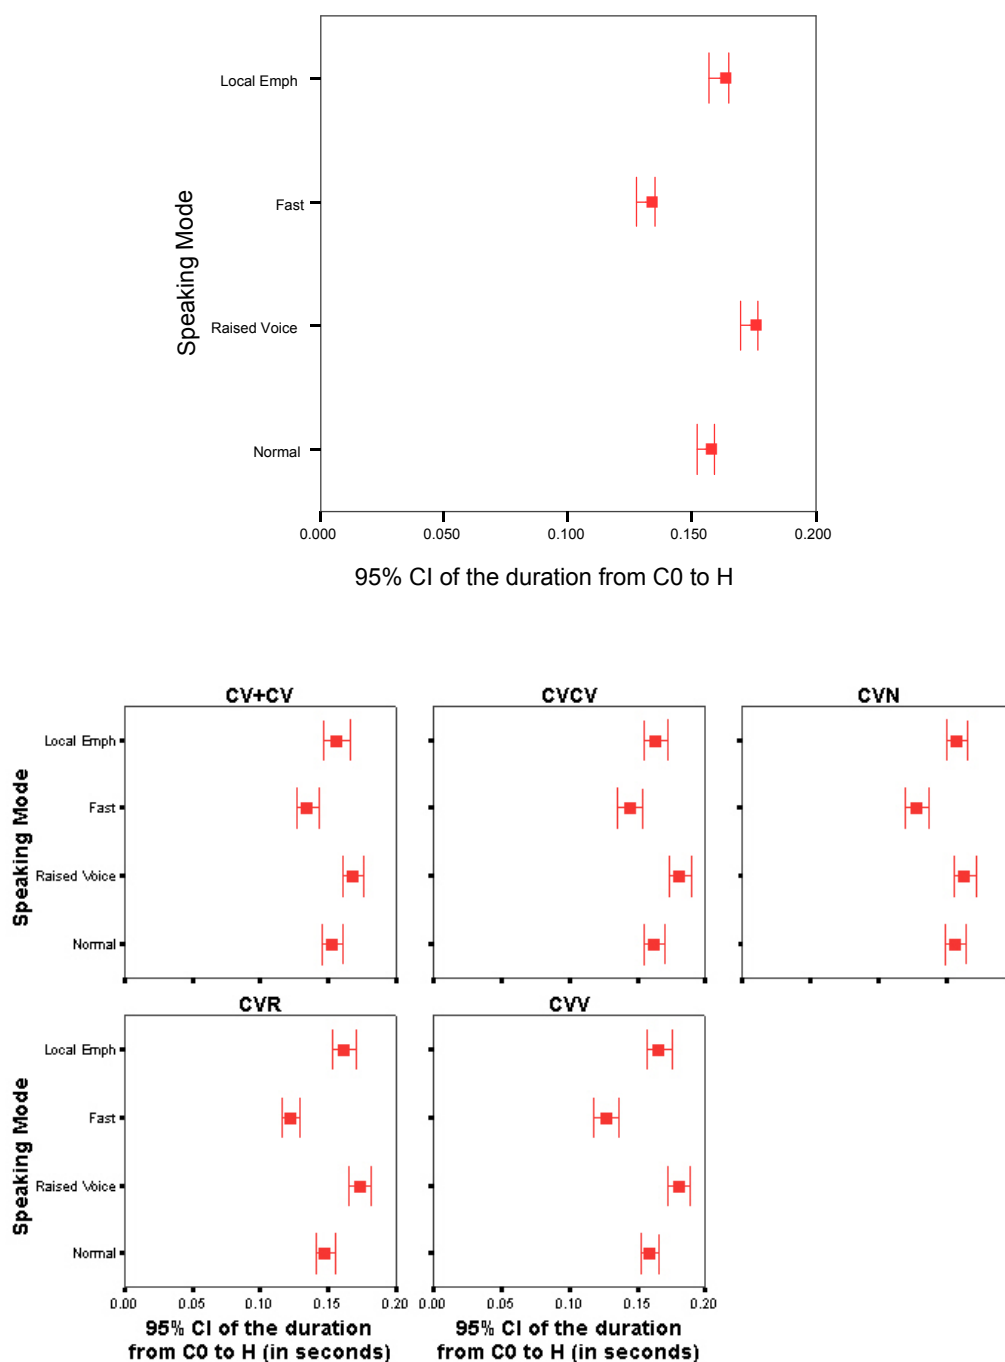 Local Emph
Fast
Raised Voice
Normal
Speaking Mode
0.000 0.050 0.100 0.150 0.200
95% CI of the duration from C0 to H
CV+CV CVCV CVN
Local Emph
Fast
Raised Voice
Normal
Speaking Mode
CVR CVV
Local Emph
Fast
Raised Voice
Normal
Speaking Mode
0.00 0.05 0.10 0.15 0.20 0.00 0.05 0.10 0.15 0.20
95% CI of the duration 95% CI of the duration
from C0 to H (in seconds) from C0 to H (in seconds)